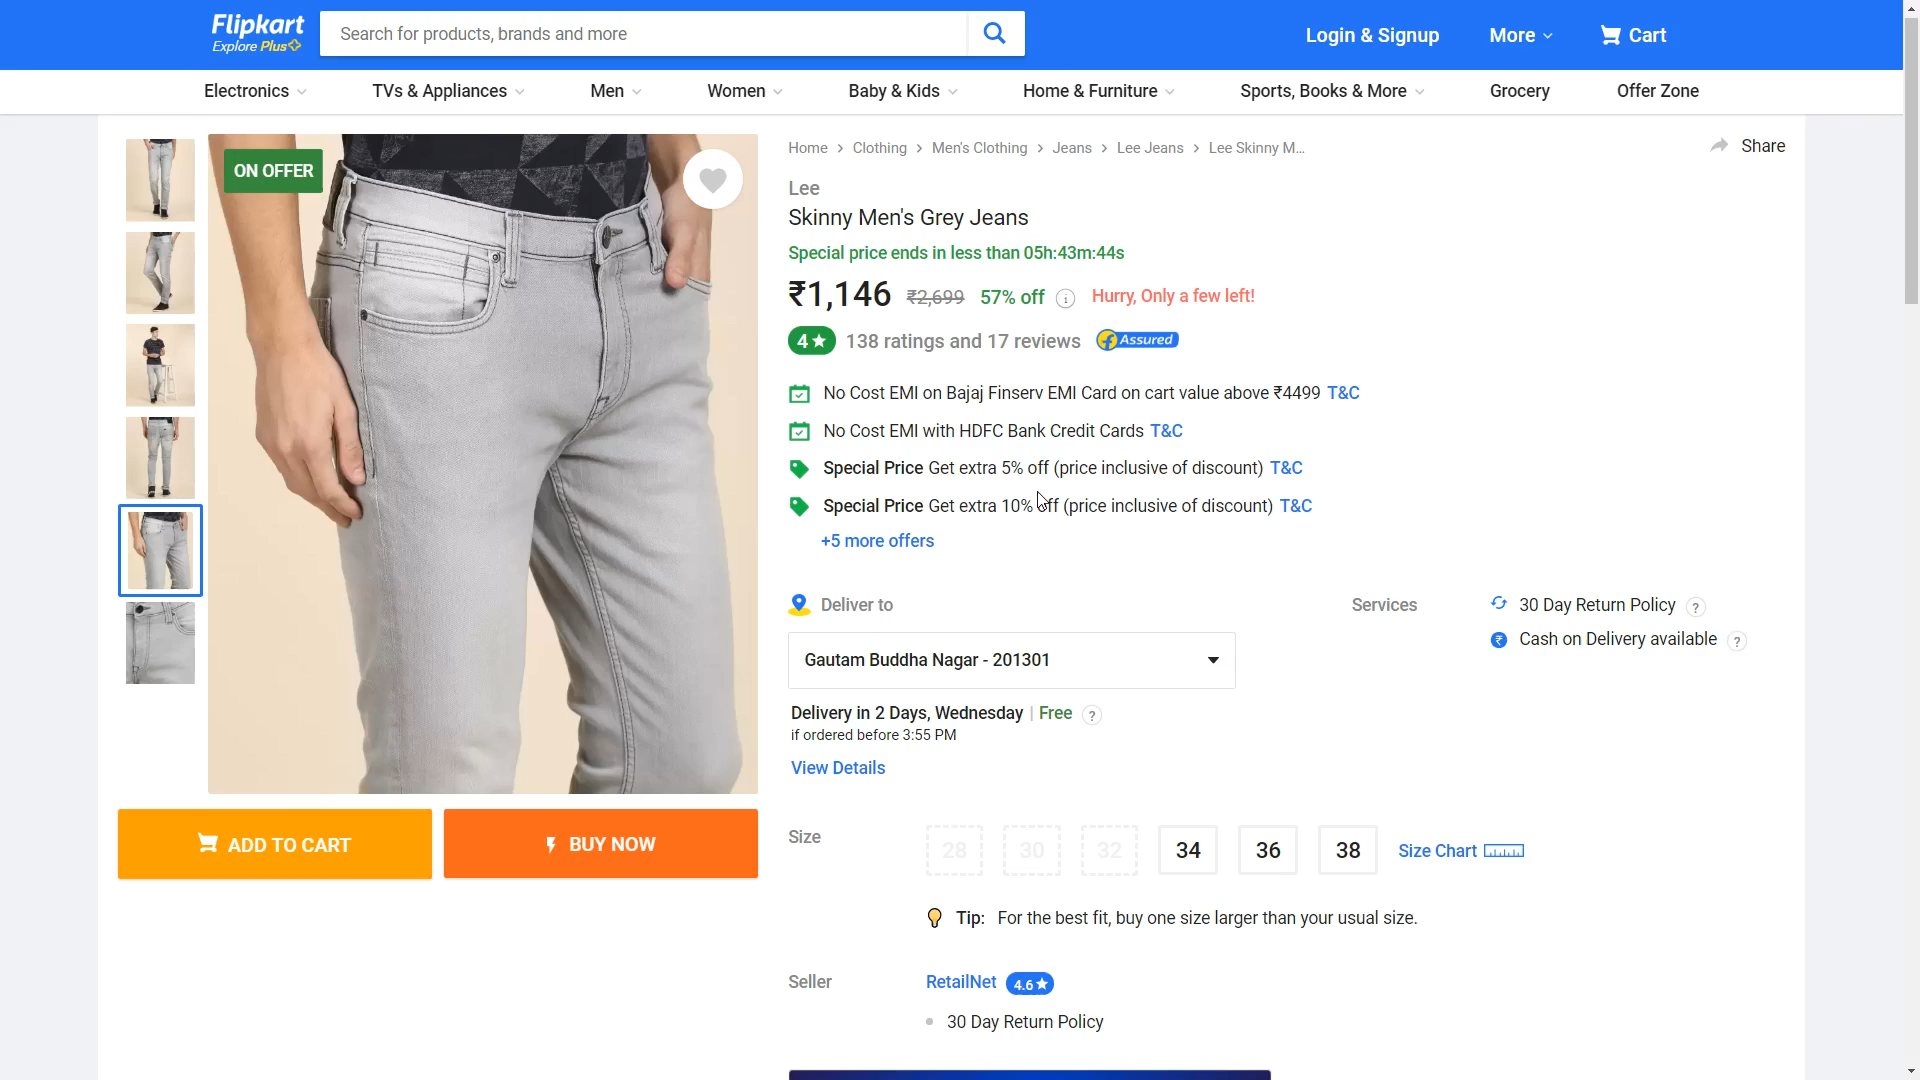 Flipkart
Explore Plus
Search for products, brands and more
Login & Signup
More
Cart
Electronics
TVs & Appliances
Men
Women
Baby & Kids
Home & Furniture
Sports, Books & More
Grocery
Offer Zone
ON OFFER
Home > Clothing > Men's Clothing > Jeans > Lee Jeans > Lee Skinny M...
Share
Lee
Skinny Men's Grey Jeans
Special price ends in less than 05h:43m:44s
₹1,146 ₹2,699 57% off i Hurry, Only a few left!
4★ 138 ratings and 17 reviews f Assured
No Cost EMI on Bajaj Finserv EMI Card on cart value above ₹4499 T&C
No Cost EMI with HDFC Bank Credit Cards T&C
Special Price Get extra 5% off (price inclusive of discount) T&C
Special Price Get extra 10% off (price inclusive of discount) T&C
+5 more offers
Deliver to
Gautam Buddha Nagar - 201301
Delivery in 2 Days, Wednesday | Free ?
if ordered before 3:55 PM
View Details
Services
30 Day Return Policy ?
₹ Cash on Delivery available ?
ADD TO CART
BUY NOW
Size
28 30 32 34 36 38 Size Chart
Tip: For the best fit, buy one size larger than your usual size.
Seller
RetailNet 4.6★
30 Day Return Policy